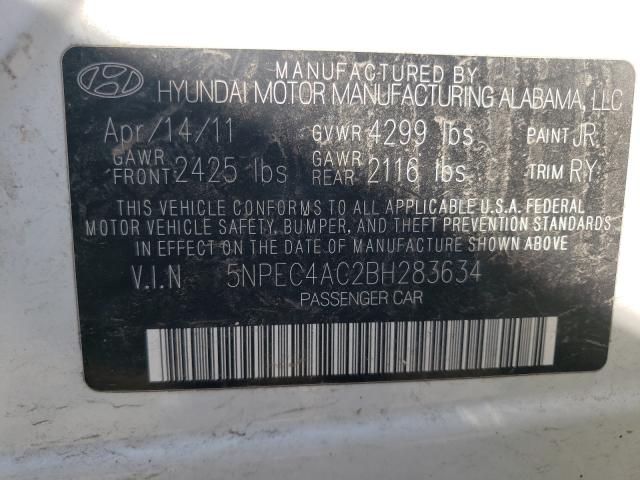 MANUFACTURED BY
HYUNDAI MOTOR MANUFACTURING ALABAMA, LLC
Apr/14/11 GVWR 4299 lbs PAINT JR
GAWR FRONT 2425 lbs GAWR REAR 2116 lbs TRIM RY
THIS VEHICLE CONFORMS TO ALL APPLICABLE U.S.A. FEDERAL
MOTOR VEHICLE SAFETY, BUMPER, AND THEFT PREVENTION STANDARDS
IN EFFECT ON THE DATE OF MANUFACTURE SHOWN ABOVE
V.I.N 5NPEC4AC2BH283634
PASSENGER CAR